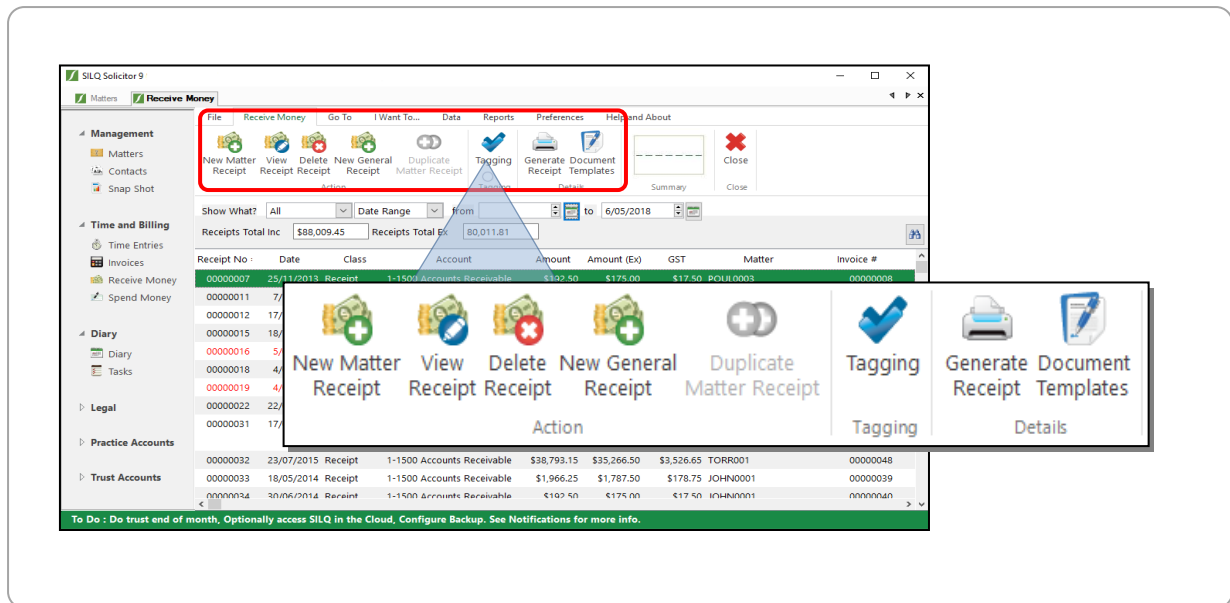 SILQ Solicitor 9
Matters Receive Money
File Receive Money Go To I Want To... Data Reports Preferences Help and About
New Matter Receipt View Receipt Delete Receipt New General Receipt Duplicate Matter Receipt Tagging Generate Receipt Document Templates Close
Action Tagging Details Summary Close
Management
Matters
Contacts
Snap Shot
Time and Billing
Time Entries
Invoices
Receive Money
Spend Money
Diary
Diary
Tasks
Legal
Practice Accounts
Trust Accounts
Show What? All Date Range from to 6/05/2018
Receipts Total Inc $88,009.45 Receipts Total Ex 80,011.81
Receipt No Date Class Account Amount Amount (Ex) GST Matter Invoice #
00000007 25/11/2013 Receipt 1-1500 Accounts Receivable $192.50 $175.00 $17.50 POUL0003 00000008
00000011 7/
00000012 17/
00000015 18/
00000016 5/
00000018 4/
00000019 4/
00000022 22/
00000031 17/
00000032 23/07/2015 Receipt 1-1500 Accounts Receivable $38,793.15 $35,266.50 $3,526.65 TORR001 00000048
00000033 18/05/2014 Receipt 1-1500 Accounts Receivable $1,966.25 $1,787.50 $178.75 JOHN0001 00000039
00000034 30/06/2014 Receipt 1-1500 Accounts Receivable $192.50 $175.00 $17.50 JOHN0001 00000040
New Matter View Delete New General Duplicate Tagging Generate Document
Receipt Receipt Receipt Receipt Matter Receipt Receipt Templates
Action Tagging Details
To Do : Do trust end of month, Optionally access SILQ in the Cloud, Configure Backup. See Notifications for more info.